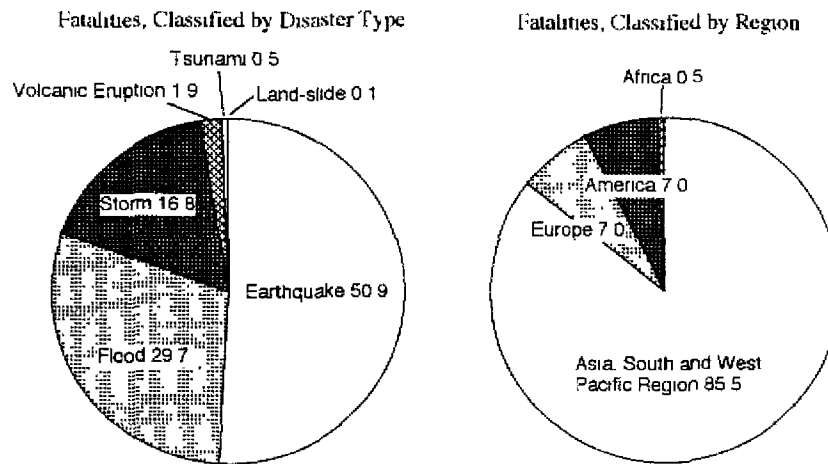 Fatalities, Classified by Disaster Type
Tsunami 0 5
Volcanic Eruption 1 9
Land-slide 0 1
Storm 16 8
Earthquake 50 9
Flood 29 7
Fatalities, Classified by Region
Africa 0 5
America 7 0
Europe 7 0
Asia South and West
Pacific Region 85 5